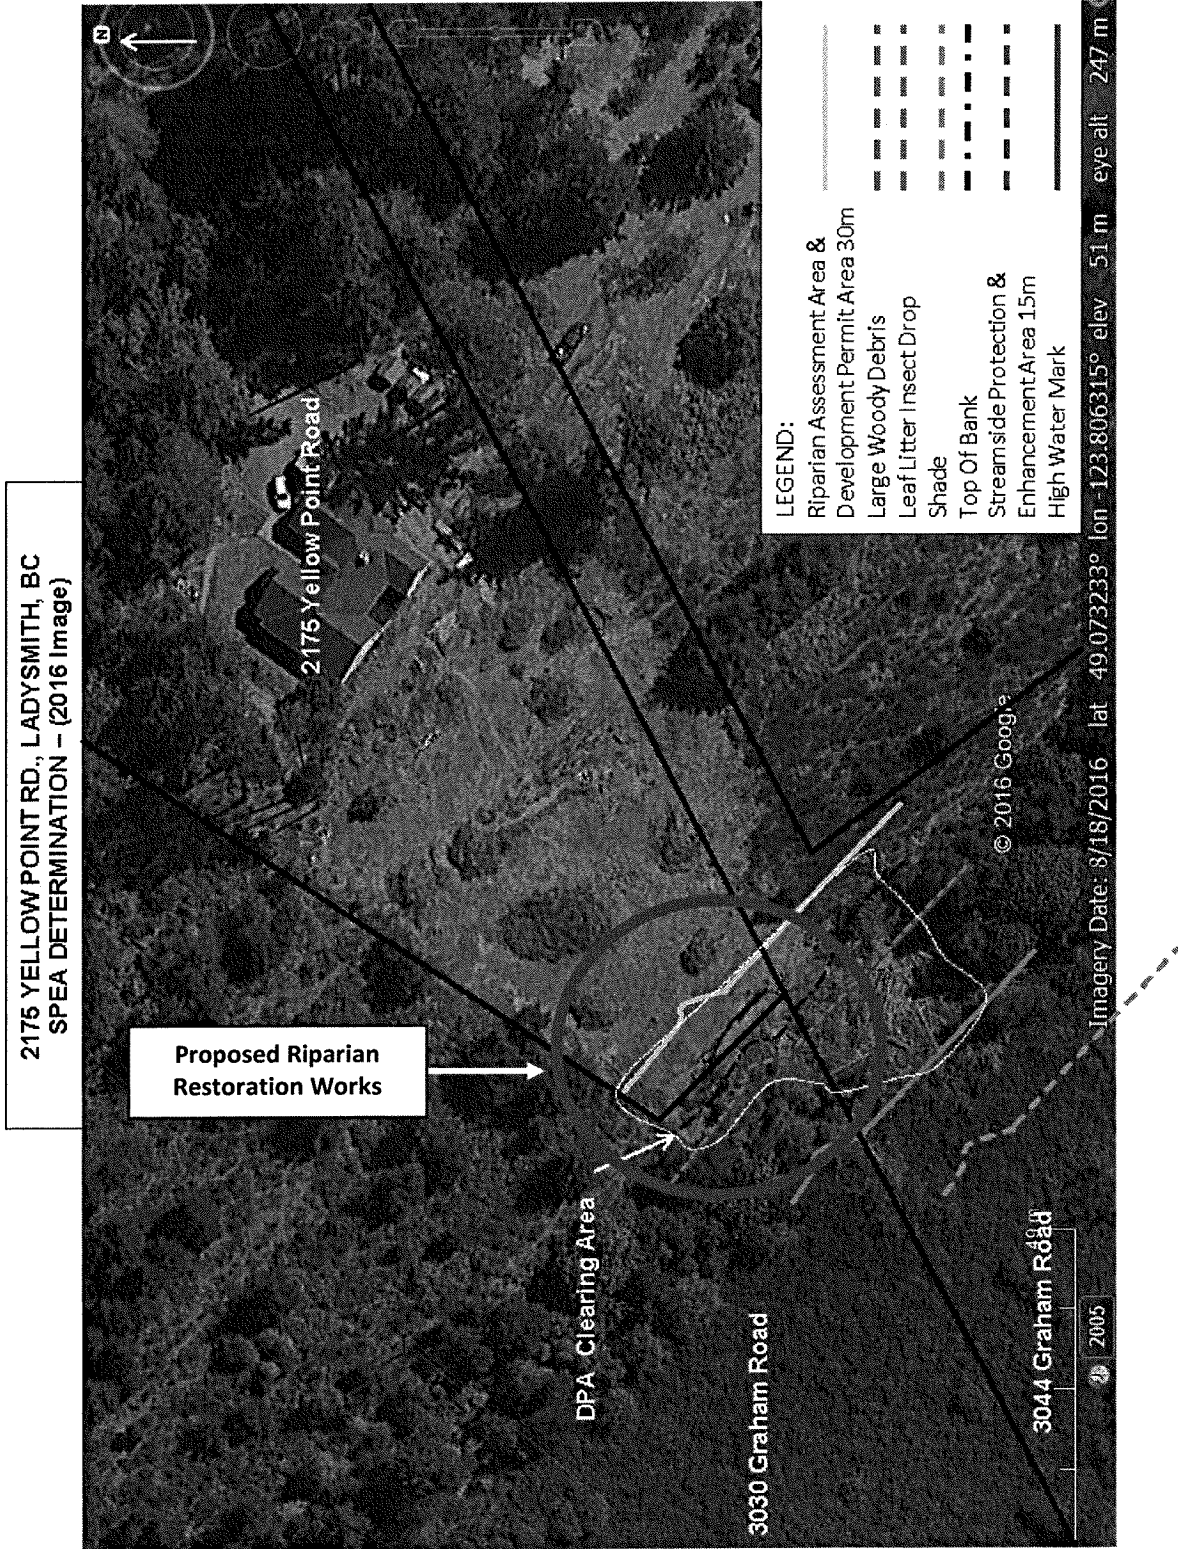 2175 YELLOW POINT RD., LADYSMITH, BC
SPEA DETERMINATION – (2016 Image)
N
2175 Yellow Point Road
Proposed Riparian
Restoration Works
DPA Clearing Area
3030 Graham Road
3044 Graham Road
LEGEND:
Riparian Assessment Area &
Development Permit Area 30m
Large Woody Debris
Leaf Litter Insect Drop
Shade
Top Of Bank
Streamside Protection &
Enhancement Area 15m
High Water Mark
© 2016 Google
2005
Imagery Date: 8/18/2016 lat 49.073233° lon -123.806315° elev 51 m eye alt 247 m